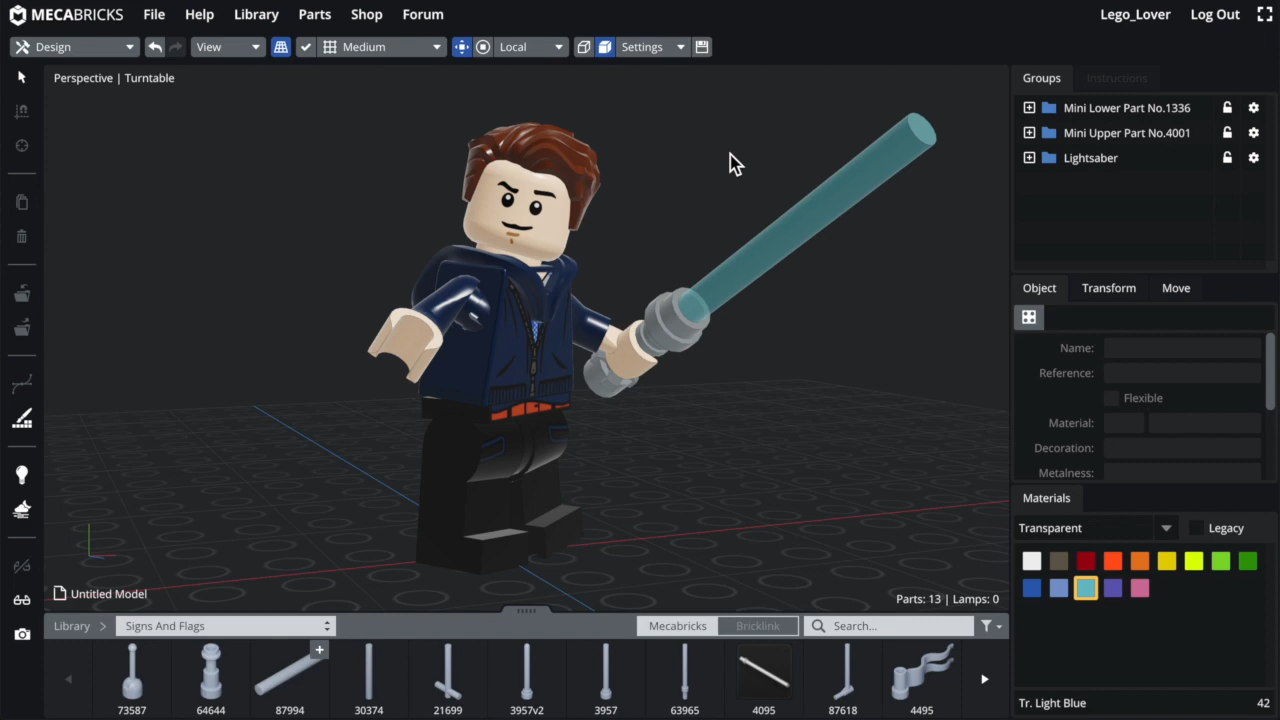 MECABRICKS File Help Library Parts Shop Forum Lego_Lover Log Out
Design View Medium Local Settings
Perspective | Turntable
Groups Instructions
Mini Lower Part No.1336
Mini Upper Part No.4001
Lightsaber
Object Transform Move
Name:
Reference:
Flexible
Material:
Decoration:
Metalness:
Materials
Transparent Legacy
Untitled Model
Parts: 13 | Lamps: 0
Library Signs And Flags Mecabricks Bricklink Search...
73587 64644 87994 30374 21699 3957v2 3957 63965 4095 87618 4495
Tr. Light Blue 42